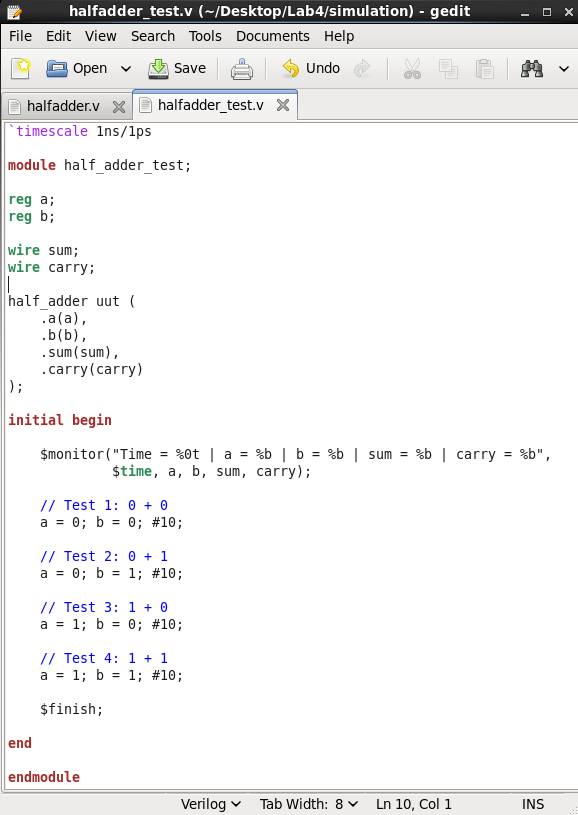 halfadder_test.v (~/Desktop/Lab4/simulation) - gedit
File Edit View Search Tools Documents Help
Open Save Undo
halfadder.v halfadder_test.v
`timescale 1ns/1ps
module half_adder_test;
reg a;
reg b;
wire sum;
wire carry;
half_adder uut (
    .a(a),
    .b(b),
    .sum(sum),
    .carry(carry)
);
initial begin
    $monitor("Time = %0t | a = %b | b = %b | sum = %b | carry = %b",
             $time, a, b, sum, carry);
    // Test 1: 0 + 0
    a = 0; b = 0; #10;
    // Test 2: 0 + 1
    a = 0; b = 1; #10;
    // Test 3: 1 + 0
    a = 1; b = 0; #10;
    // Test 4: 1 + 1
    a = 1; b = 1; #10;
    $finish;
end
endmodule
Verilog Tab Width: 8 Ln 10, Col 1 INS